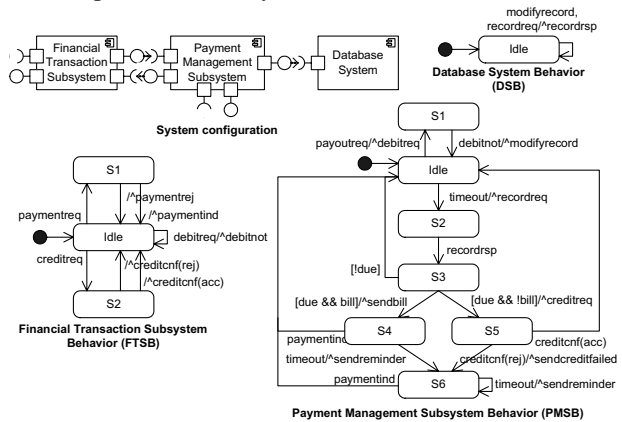 Financial
Transaction
Subsystem
Payment
Management
Subsystem
Database
System
System configuration
modifyrecord,
recordreq/^recordrsp
Idle
Database System Behavior
(DSB)
S1
paymentreq
/^paymentrej
/^paymentind
Idle
debitreq/^debitnot
creditreq
/^creditcnf(rej)
/^creditcnf(acc)
S2
Financial Transaction Subsystem
Behavior (FTSB)
S1
payoutreq/^debitreq
debitnot/^modifyrecord
Idle
timeout/^recordreq
S2
recordrsp
[!due]
S3
[due && bill]/^sendbill
[due && !bill]/^creditreq
S4
S5
paymentind
creditcnf(acc)
timeout/^sendreminder
creditcnf(rej)/^sendcreditfailed
paymentind
S6
timeout/^sendreminder
Payment Management Subsystem Behavior (PMSB)